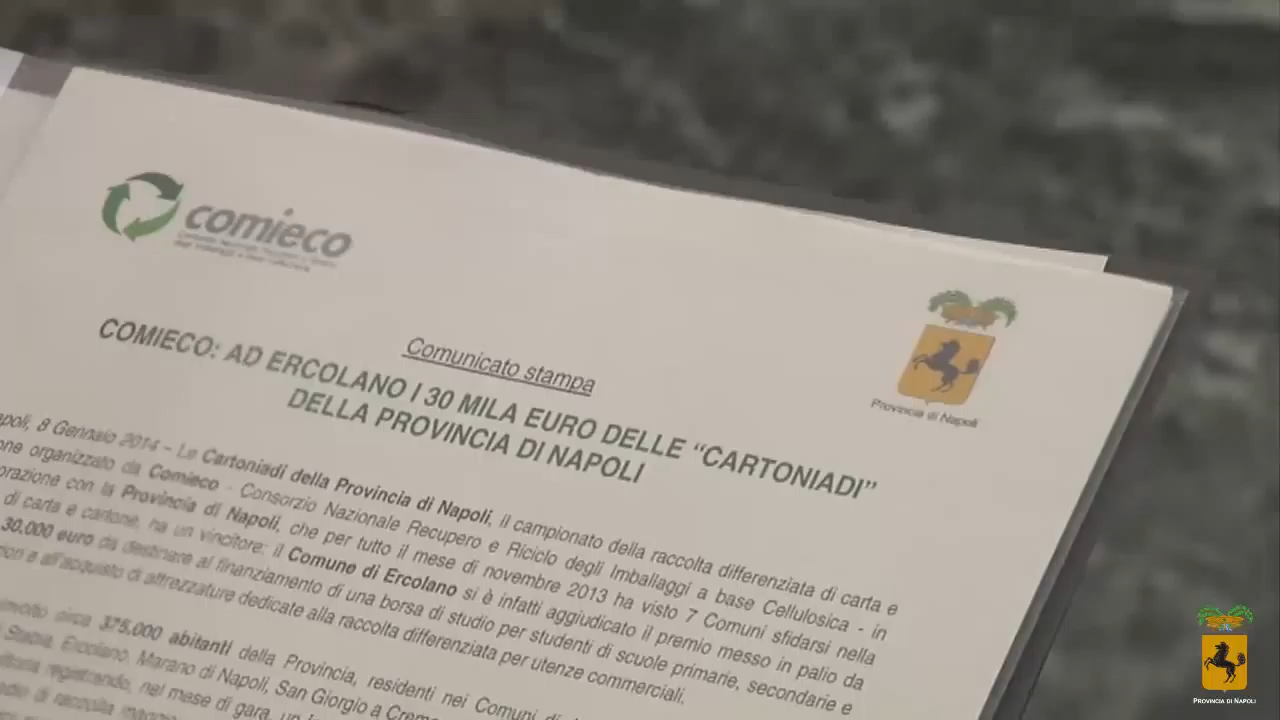 comieco
Comunicato stampa
COMIECO: AD ERCOLANO I 30 MILA EURO DELLE “CARTONIADI”
DELLA PROVINCIA DI NAPOLI
Provincia di Napoli
apoli, 8 Gennaio 2014 – Le Cartoniadi della Provincia di Napoli, il campionato della raccolta differenziata di carta e
one organizzato da Comieco - Consorzio Nazionale Recupero e Riciclo degli Imballaggi a base Cellulosica - in
orazione con la Provincia di Napoli, che per tutto il mese di novembre 2013 ha visto 7 Comuni sfidarsi nella
di carta e cartone, ha un vincitore: il Comune di Ercolano si è infatti aggiudicato il premio messo in palio da
30.000 euro da destinare al finanziamento di una borsa di studio per studenti di scuole primarie, secondarie e
e all'acquisto di attrezzature dedicate alla raccolta differenziata per utenze commerciali.
circa 375.000 abitanti della Provincia, residenti nei Comuni di
Stabia, Ercolano, Marano di Napoli, San Giorgio a Crem
registrando, nel mese di gara, un
di raccolta
PROVINCIA DI NAPOLI